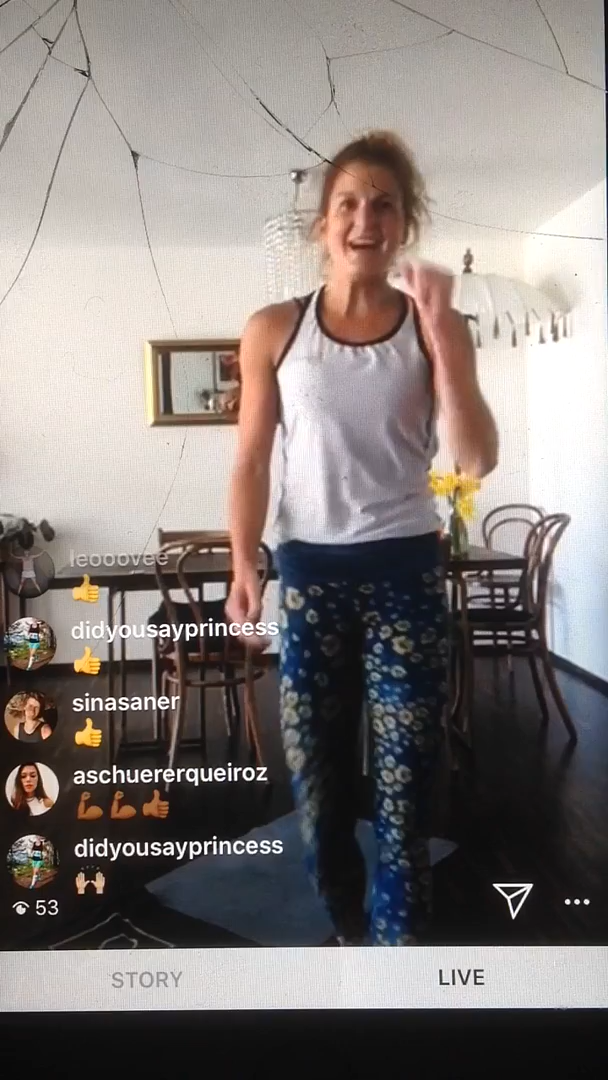 leooovee
👍
didyousayprincess
👍
sinasaner
👍
aschuererqueiroz
💪🏾💪🏾👍🏾
didyousayprincess
🙌🏼
53
STORY
LIVE